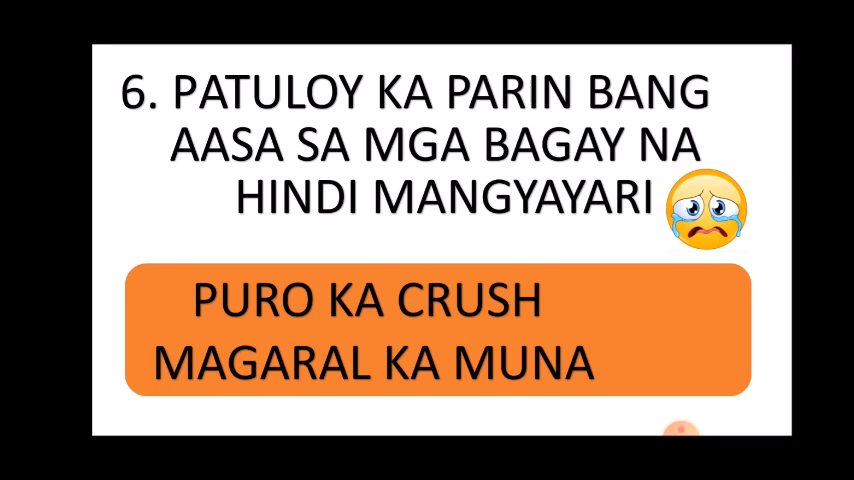 6. PATULOY KA PARIN BANG
AASA SA MGA BAGAY NA
HINDI MANGYAYARI
PURO KA CRUSH
MAGARAL KA MUNA